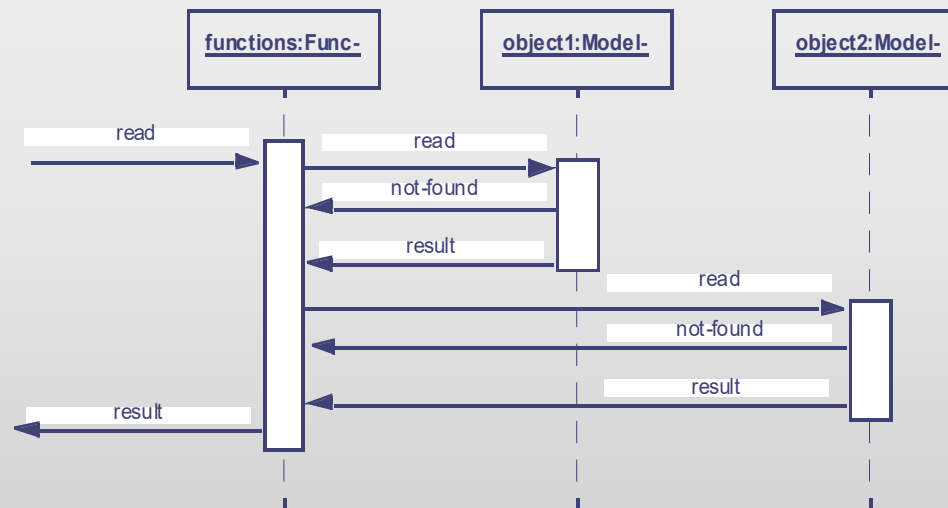 functions:Func-
object1:Model-
object2:Model-
read
read
not-found
result
read
not-found
result
result